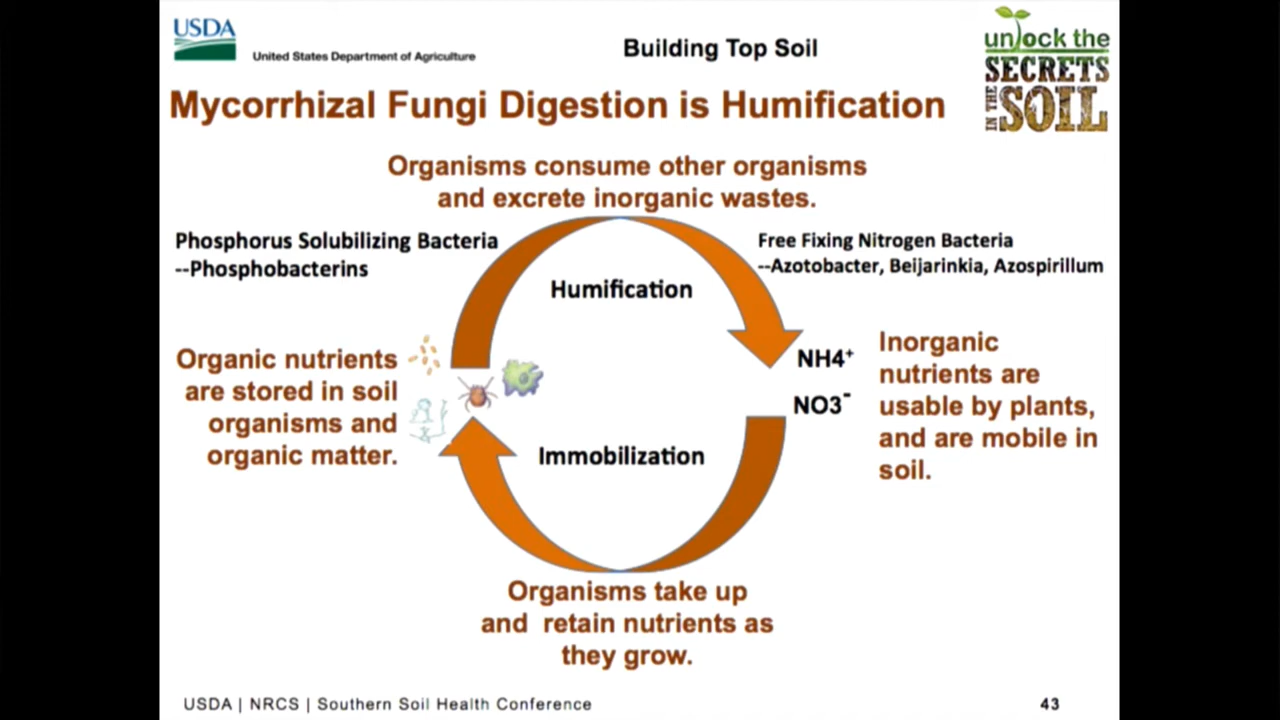 USDA
United States Department of Agriculture
Building Top Soil
unlock the
SECRETS
IN THE
SOIL
Mycorrhizal Fungi Digestion is Humification
Organisms consume other organisms
and excrete inorganic wastes.
Phosphorus Solubilizing Bacteria
--Phosphobacterins
Free Fixing Nitrogen Bacteria
--Azotobacter, Beijarinkia, Azospirillum
Humification
Organic nutrients
are stored in soil
organisms and
organic matter.
NH4⁺
NO3⁻
Inorganic
nutrients are
usable by plants,
and are mobile in
soil.
Immobilization
Organisms take up
and retain nutrients as
they grow.
USDA | NRCS | Southern Soil Health Conference
43